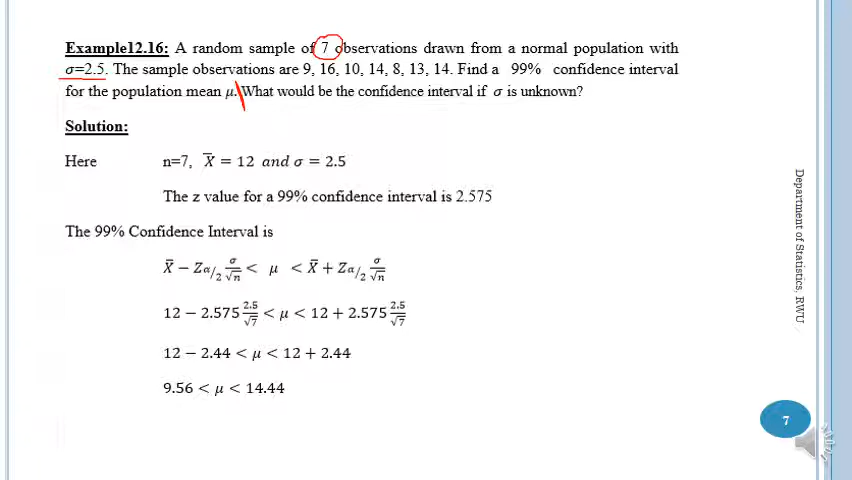 Example12.16: A random sample of 7 observations drawn from a normal population with
σ=2.5. The sample observations are 9, 16, 10, 14, 8, 13, 14. Find a 99% confidence interval
for the population mean μ. What would be the confidence interval if σ is unknown?
Solution:
Here n=7, X̄ = 12 and σ = 2.5
The z value for a 99% confidence interval is 2.575
The 99% Confidence Interval is
X̄ − Zα/2 σ/√n < μ < X̄ + Zα/2 σ/√n
12 − 2.575 2.5/√7 < μ < 12 + 2.575 2.5/√7
12 − 2.44 < μ < 12 + 2.44
9.56 < μ < 14.44
Department of Statistics, RWU
7